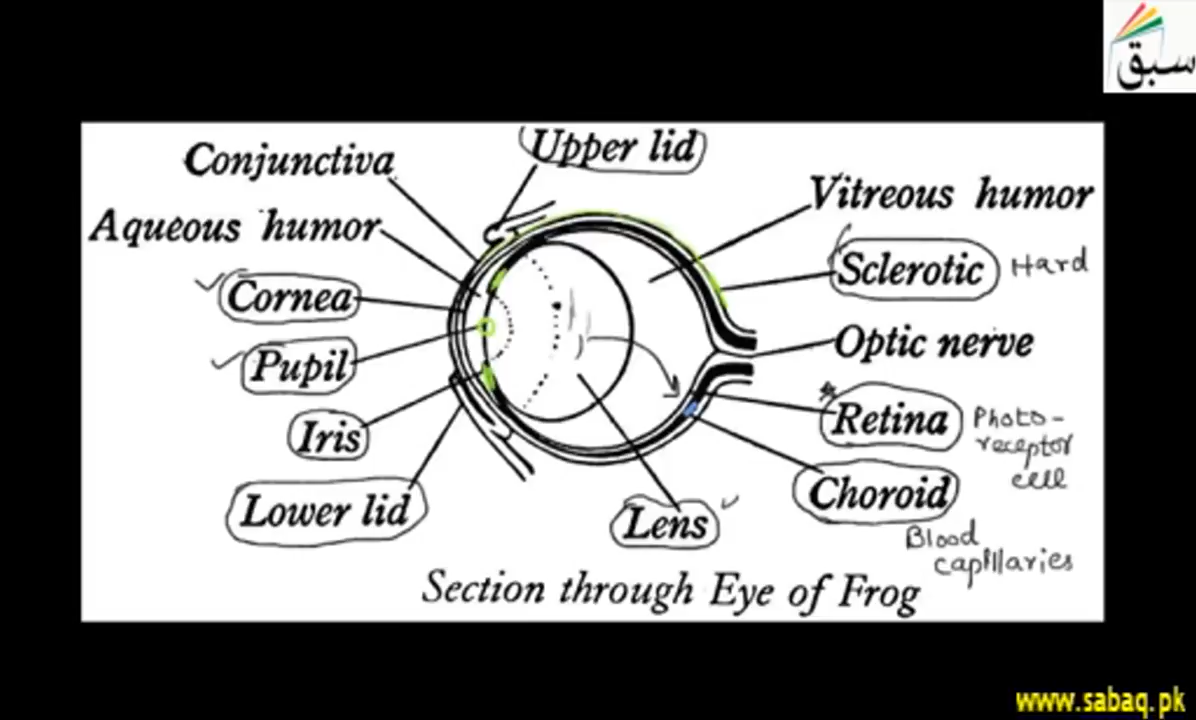 سبق
Conjunctiva
Upper lid
Vitreous humor
Aqueous humor
Sclerotic Hard
Cornea
Optic nerve
Pupil
Retina Photo-
receptor
cell
Iris
Choroid
Lower lid
Lens
Blood
capillaries
Section through Eye of Frog
www.sabaq.pk